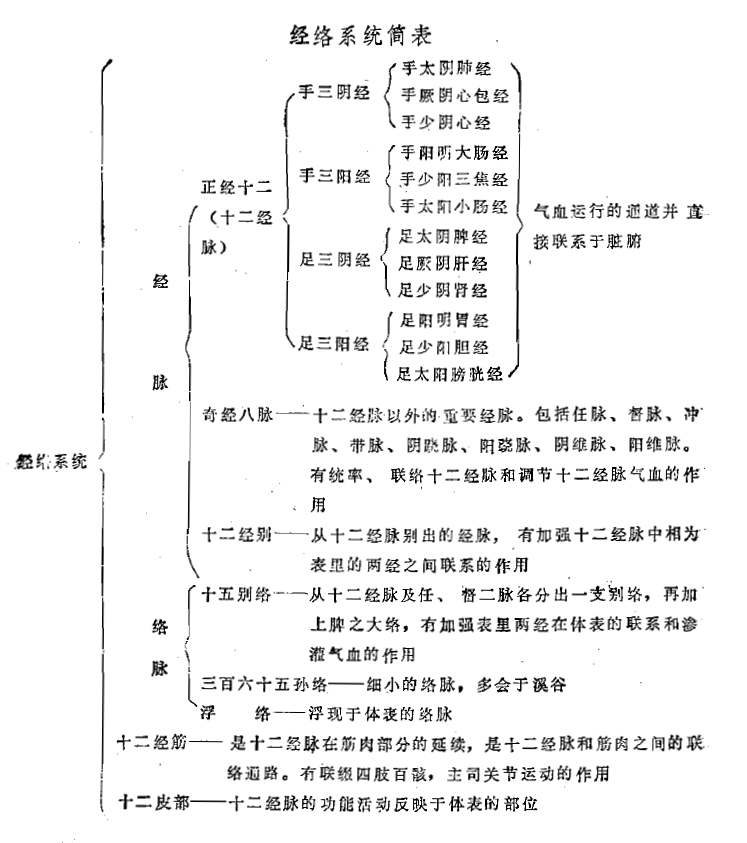 经络系统简表
手太阴肺经
手三阴经
手厥阴心包经
手少阴心经
手阳明大肠经
正经十二
手三阳经
手少阳三焦经
手太阳小肠经
(十二经
脉)
气血运行的通道并 直
接联系于脏腑
足太阴脾经
足三阴经
足厥阴肝经
足少阴肾经
经
足阳明胃经
足三阳经
足少阳胆经
足太阳膀胱经
脉
奇经八脉——十二经脉以外的重要经脉。包括任脉、督脉、冲
脉、带脉、阴跷脉、阳跷脉、阴维脉、阳维脉。
经络系统
有统率、联络十二经脉和调节十二经脉气血的作
用
十二经别——从十二经脉别出的经脉,有加强十二经脉中相为
表里的两经之间联系的作用
十五别络——从十二经脉及任、督二脉各分出一支别络,再加
络
上脾之大络,有加强表里两经在体表的联系和渗
灌气血的作用
脉
三百六十五孙络——细小的络脉,多会于溪谷
浮 络——浮现于体表的络脉
十二经筋——是十二经脉在筋肉部分的延续,是十二经脉和筋肉之间的联
络通路。有联缀四肢百骸,主司关节运动的作用
十二皮部——十二经脉的功能活动反映于体表的部位